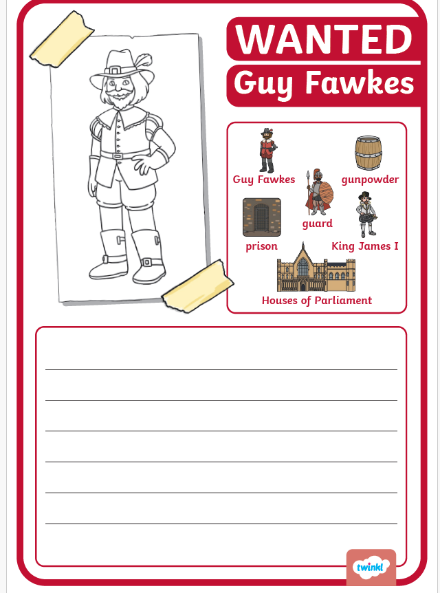 WANTED
Guy Fawkes
Guy Fawkes
gunpowder
guard
prison
King James I
Houses of Parliament
twinkl